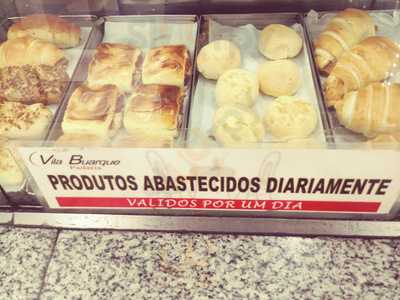 Vila Buarque
Padaria
PRODUTOS ABASTECIDOS DIARIAMENTE
VALIDOS POR UM DIA